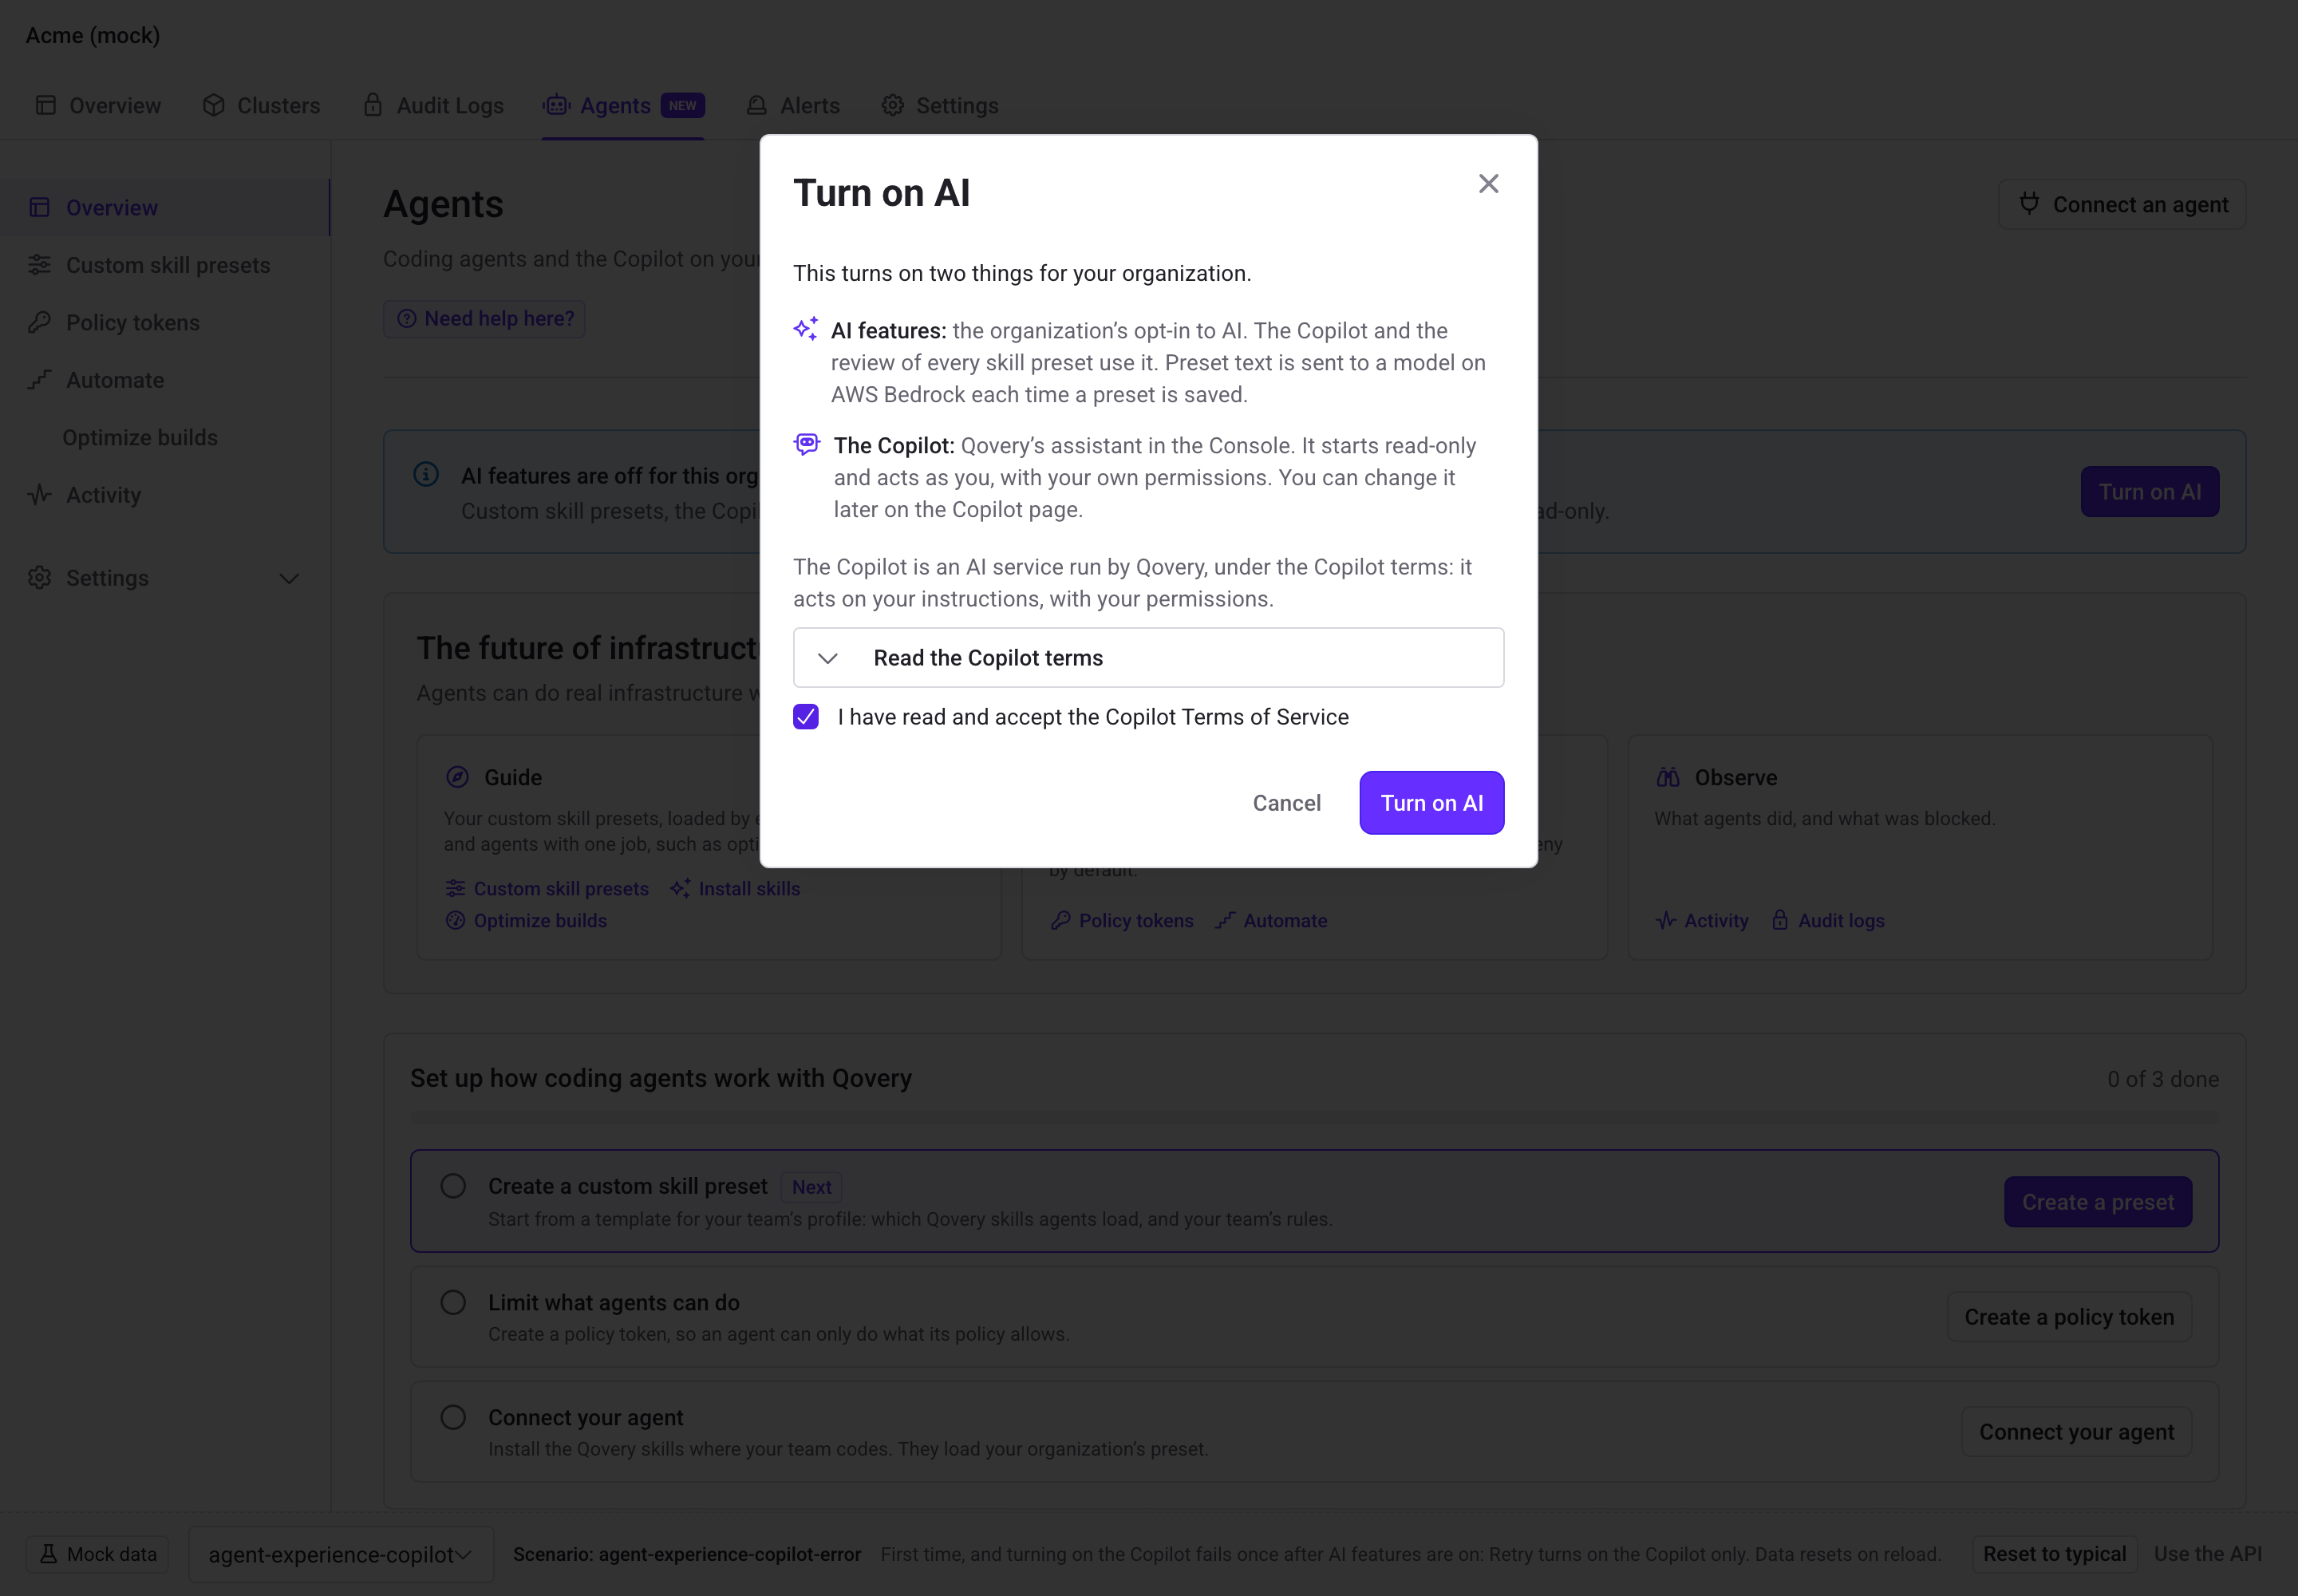 Acme (mock)
Overview
Clusters
Audit Logs
Agents NEW
Alerts
Settings
Overview
Custom skill presets
Policy tokens
Automate
Optimize builds
Activity
Settings
Agents
Coding agents and the Copilot on your
Connect an agent
Need help here?
AI features are off for this org
Custom skill presets, the Copi
ad-only.
Turn on AI
The future of infrastruct
Agents can do real infrastructure w
Guide
Your custom skill presets, loaded by e
and agents with one job, such as opti
Custom skill presets
Install skills
Optimize builds
eny
by default.
Policy tokens
Automate
Observe
What agents did, and what was blocked.
Activity
Audit logs
Turn on AI
This turns on two things for your organization.
AI features: the organization’s opt-in to AI. The Copilot and the
review of every skill preset use it. Preset text is sent to a model on
AWS Bedrock each time a preset is saved.
The Copilot: Qovery’s assistant in the Console. It starts read-only
and acts as you, with your own permissions. You can change it
later on the Copilot page.
The Copilot is an AI service run by Qovery, under the Copilot terms: it
acts on your instructions, with your permissions.
Read the Copilot terms
I have read and accept the Copilot Terms of Service
Cancel
Turn on AI
Set up how coding agents work with Qovery
0 of 3 done
Create a custom skill preset Next
Start from a template for your team’s profile: which Qovery skills agents load, and your team’s rules.
Create a preset
Limit what agents can do
Create a policy token, so an agent can only do what its policy allows.
Create a policy token
Connect your agent
Install the Qovery skills where your team codes. They load your organization’s preset.
Connect your agent
Mock data
agent-experience-copilot
Scenario: agent-experience-copilot-error
First time, and turning on the Copilot fails once after AI features are on: Retry turns on the Copilot only. Data resets on reload.
Reset to typical
Use the API